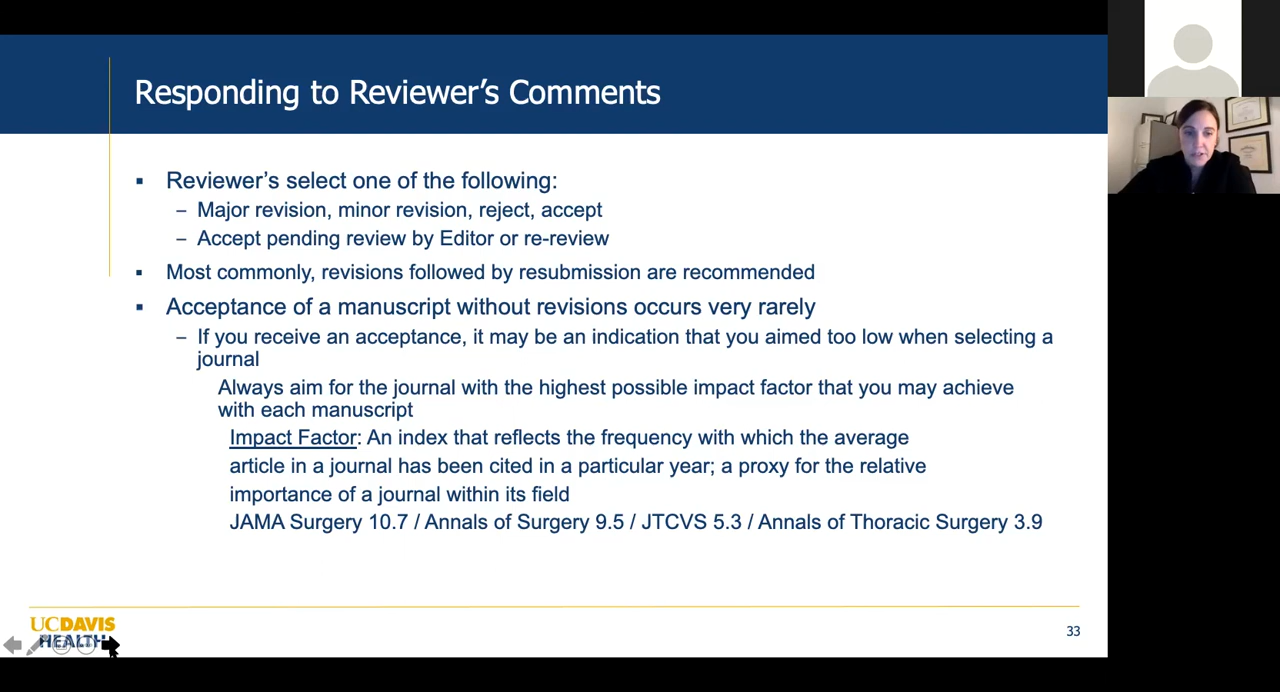 Responding to Reviewer's Comments
Reviewer's select one of the following:
– Major revision, minor revision, reject, accept
– Accept pending review by Editor or re-review
Most commonly, revisions followed by resubmission are recommended
Acceptance of a manuscript without revisions occurs very rarely
– If you receive an acceptance, it may be an indication that you aimed too low when selecting a
journal
Always aim for the journal with the highest possible impact factor that you may achieve
with each manuscript
Impact Factor: An index that reflects the frequency with which the average
article in a journal has been cited in a particular year; a proxy for the relative
importance of a journal within its field
JAMA Surgery 10.7 / Annals of Surgery 9.5 / JTCVS 5.3 / Annals of Thoracic Surgery 3.9
UCDAVIS
HEALTH
33